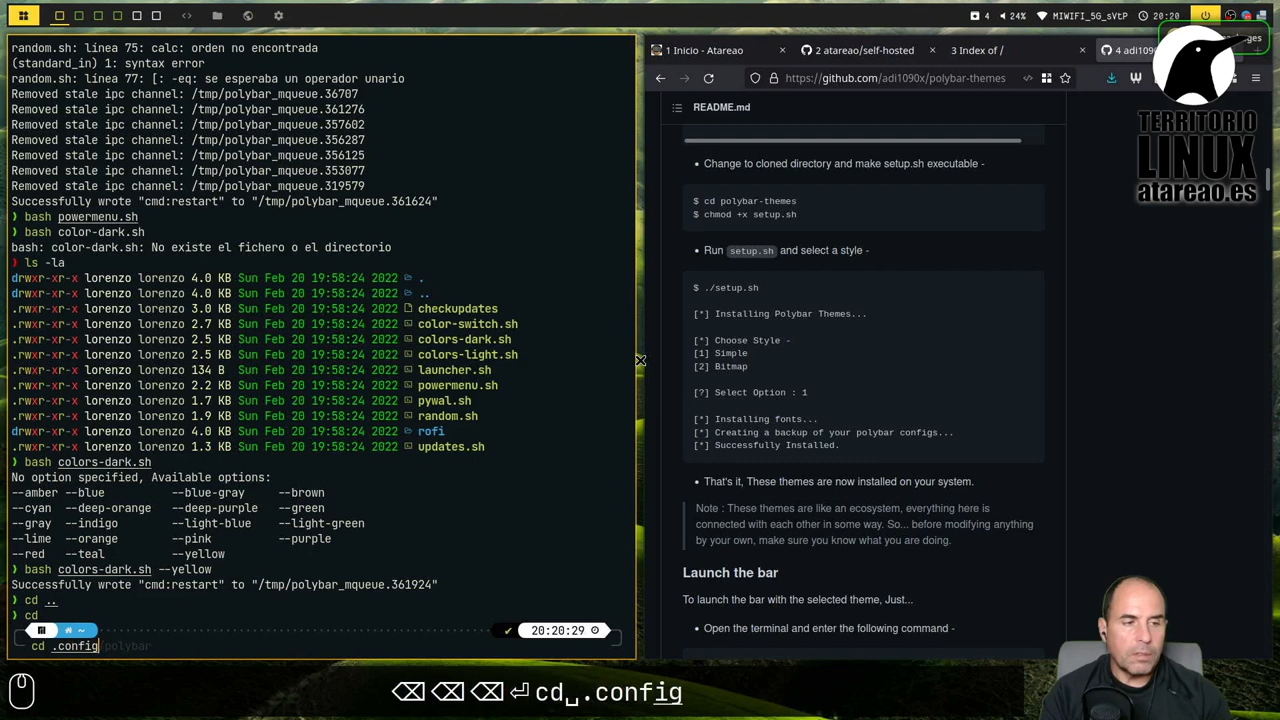 4
24%
MIWIFI_5G_sVtP
20:20
random.sh: línea 75: calc: orden no encontrada
(standard_in) 1: syntax error
random.sh: línea 77: [: -eq: se esperaba un operador unario
Removed stale ipc channel: /tmp/polybar_mqueue.36707
Removed stale ipc channel: /tmp/polybar_mqueue.361276
Removed stale ipc channel: /tmp/polybar_mqueue.357602
Removed stale ipc channel: /tmp/polybar_mqueue.356287
Removed stale ipc channel: /tmp/polybar_mqueue.356125
Removed stale ipc channel: /tmp/polybar_mqueue.353077
Removed stale ipc channel: /tmp/polybar_mqueue.319579
Successfully wrote "cmd:restart" to "/tmp/polybar_mqueue.361624"
❯ bash powermenu.sh
❯ bash color-dark.sh
bash: color-dark.sh: No existe el fichero o el directorio
❯ ls -la
drwxr-xr-x lorenzo lorenzo 4.0 KB Sun Feb 20 19:58:24 2022 .
drwxr-xr-x lorenzo lorenzo 4.0 KB Sun Feb 20 19:58:24 2022 ..
.rwxr-xr-x lorenzo lorenzo 3.0 KB Sun Feb 20 19:58:24 2022 checkupdates
.rwxr-xr-x lorenzo lorenzo 2.7 KB Sun Feb 20 19:58:24 2022 color-switch.sh
.rwxr-xr-x lorenzo lorenzo 2.5 KB Sun Feb 20 19:58:24 2022 colors-dark.sh
.rwxr-xr-x lorenzo lorenzo 2.5 KB Sun Feb 20 19:58:24 2022 colors-light.sh
.rwxr-xr-x lorenzo lorenzo 134 B Sun Feb 20 19:58:24 2022 launcher.sh
.rwxr-xr-x lorenzo lorenzo 2.2 KB Sun Feb 20 19:58:24 2022 powermenu.sh
.rwxr-xr-x lorenzo lorenzo 1.7 KB Sun Feb 20 19:58:24 2022 pywal.sh
.rwxr-xr-x lorenzo lorenzo 1.9 KB Sun Feb 20 19:58:24 2022 random.sh
drwxr-xr-x lorenzo lorenzo 4.0 KB Sun Feb 20 19:58:24 2022 rofi
.rwxr-xr-x lorenzo lorenzo 1.3 KB Sun Feb 20 19:58:24 2022 updates.sh
❯ bash colors-dark.sh
No option specified, Available options:
--amber --blue --blue-gray --brown
--cyan --deep-orange --deep-purple --green
--gray --indigo --light-blue --light-green
--lime --orange --pink --purple
--red --teal --yellow
❯ bash colors-dark.sh --yellow
Successfully wrote "cmd:restart" to "/tmp/polybar_mqueue.361924"
❯ cd ..
❯ cd
~ ✔ 20:20:29
cd .config/polybar
1 Inicio - Atareao
2 atareao/self-hosted
3 Index of /
4 adi1090
https://github.com/adi1090x/polybar-themes
README.md
• Change to cloned directory and make setup.sh executable -
$ cd polybar-themes
$ chmod +x setup.sh
• Run setup.sh and select a style -
$ ./setup.sh
[*] Installing Polybar Themes...
[*] Choose Style -
[1] Simple
[2] Bitmap
[?] Select Option : 1
[*] Installing fonts...
[*] Creating a backup of your polybar configs...
[*] Successfully Installed.
• That's it, These themes are now installed on your system.
Note : These themes are like an ecosystem, everything here is
connected with each other in some way. So... before modifying anything
by your own, make sure you know what you are doing.
Launch the bar
To launch the bar with the selected theme, Just...
• Open the terminal and enter the following command -
TERRITORIO
LINUX
atareao.es
⌫ ⌫ ⌫ ⏎ cd␣.config